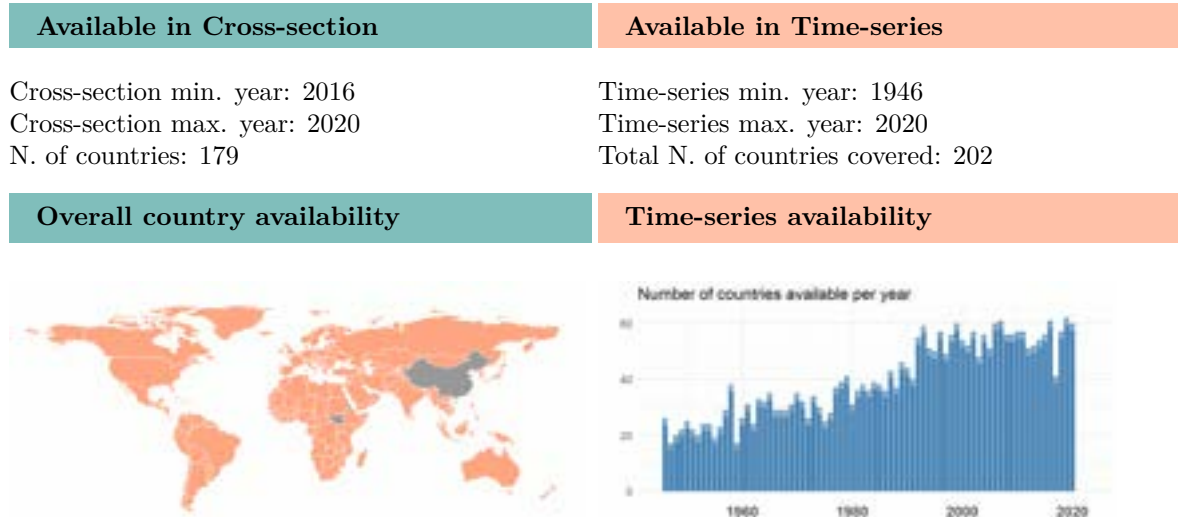 Available in Cross-section
Available in Time-series
Cross-section min. year: 2016
Cross-section max. year: 2020
N. of countries: 179
Time-series min. year: 1946
Time-series max. year: 2020
Total N. of countries covered: 202
Overall country availability
Time-series availability
Number of countries available per year
60
40
20
0
1960 1980 2000 2020